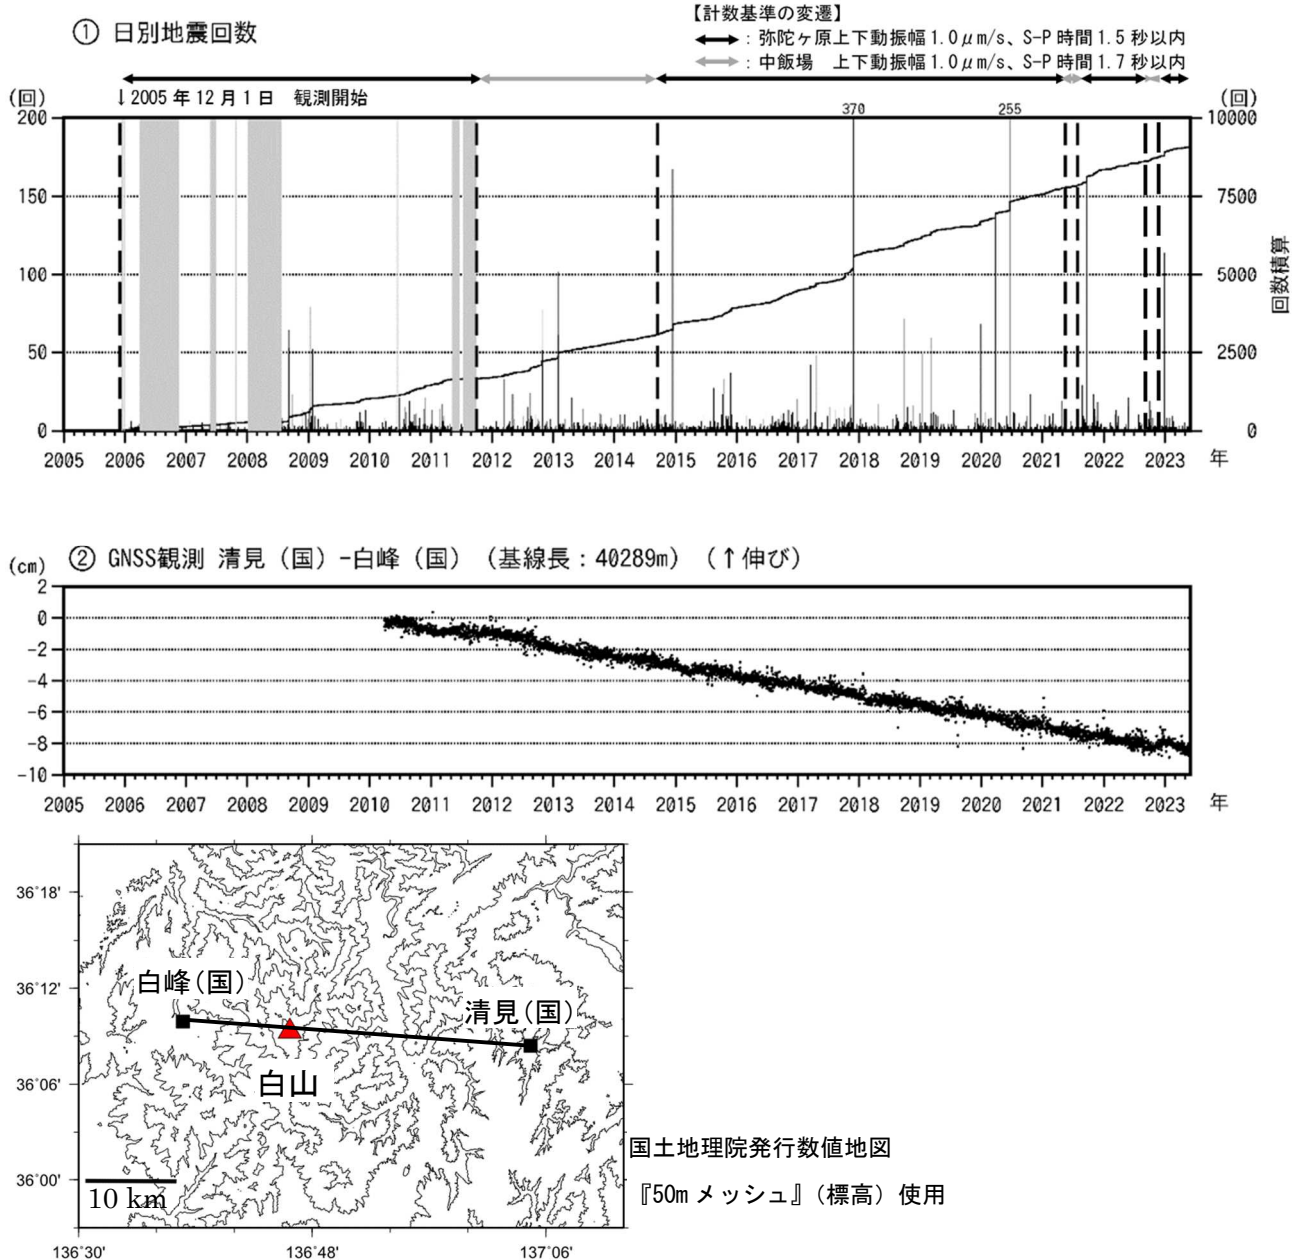 ① 日別地震回数
【計数基準の変遷】
：弥陀ヶ原上下動振幅1.0μm/s、S-P時間1.5秒以内
：中飯場　上下動振幅1.0μm/s、S-P時間1.7秒以内
(回)
↓2005年12月1日　観測開始
370
255
(回)
200
150
100
50
0
10000
7500
5000
2500
0
回数積算
2005 2006 2007 2008 2009 2010 2011 2012 2013 2014 2015 2016 2017 2018 2019 2020 2021 2022 2023 年
(cm)
② GNSS観測 清見（国）-白峰（国）（基線長：40289m）（↑伸び）
2
0
-2
-4
-6
-8
-10
2005 2006 2007 2008 2009 2010 2011 2012 2013 2014 2015 2016 2017 2018 2019 2020 2021 2022 2023 年
36°18'
36°12'
36°06'
36°00'
白峰(国)
清見(国)
白山
10 km
136°30' 136°48' 137°06'
国土地理院発行数値地図
『50mメッシュ』（標高）使用